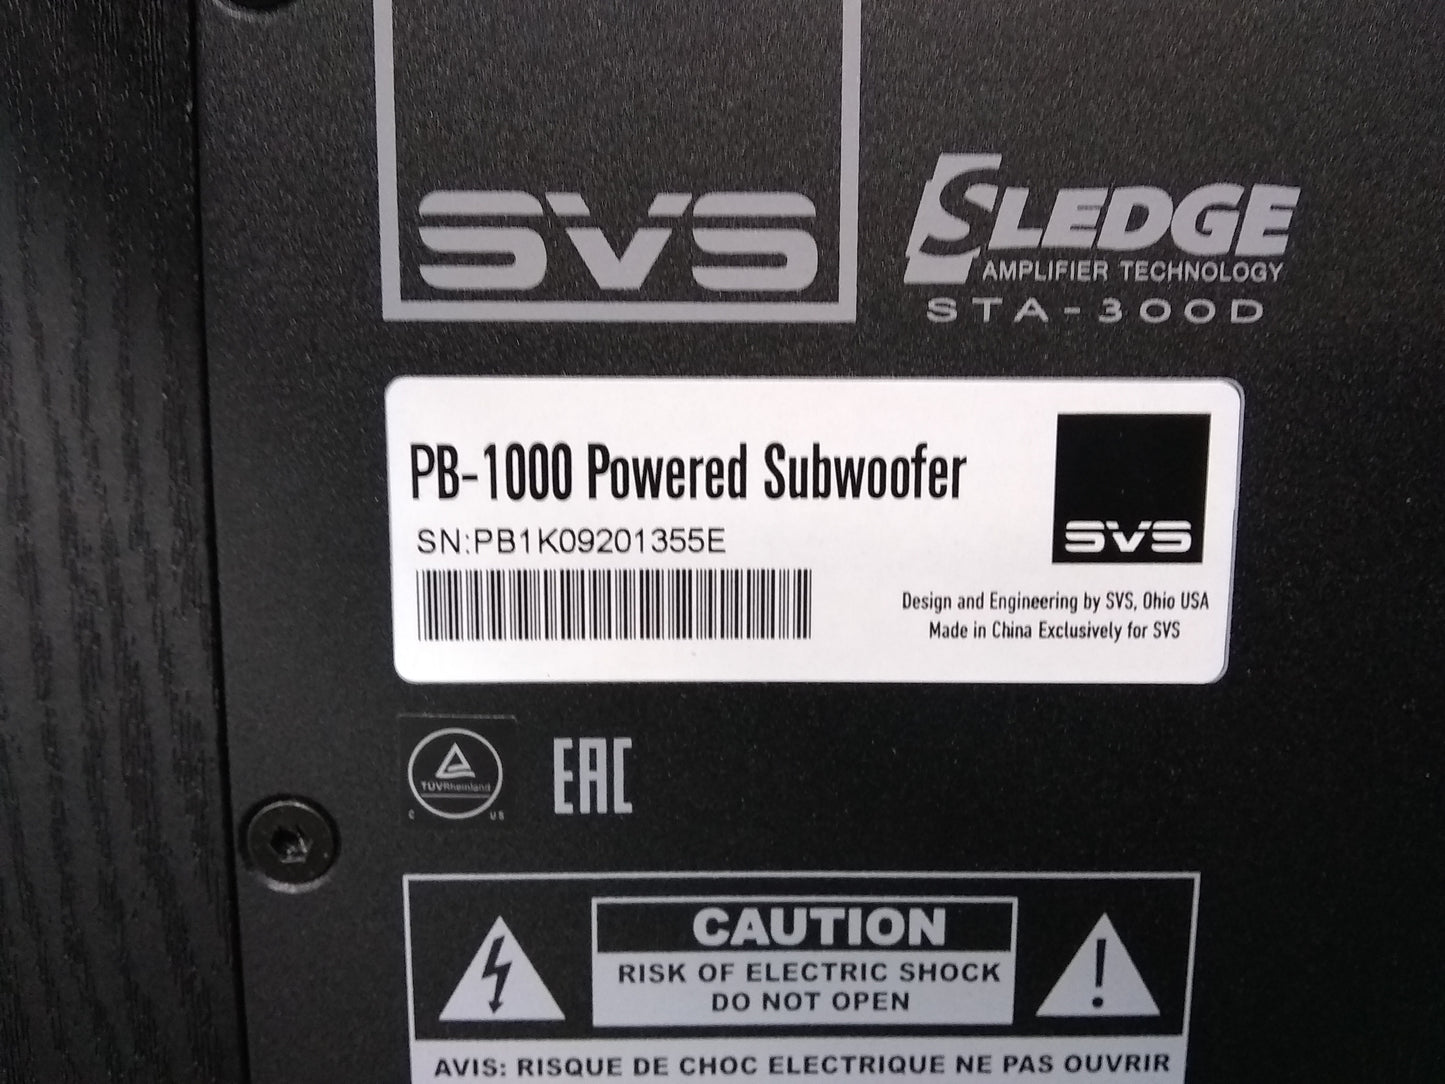 SVS
SLEDGE
AMPLIFIER TECHNOLOGY
STA-300D
PB-1000 Powered Subwoofer
SN:PB1K09201355E
SVS
Design and Engineering by SVS, Ohio USA
Made in China Exclusively for SVS
TÜVRheinland
C US
EAC
CAUTION
RISK OF ELECTRIC SHOCK
DO NOT OPEN
AVIS: RISQUE DE CHOC ELECTRIQUE NE PAS OUVRIR